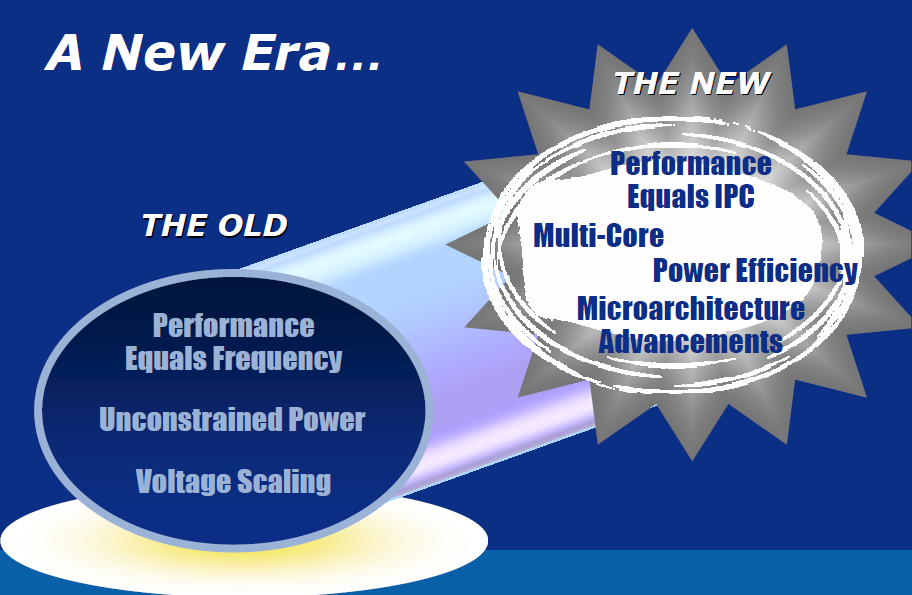 A New Era...
THE OLD
Performance
Equals Frequency
Unconstrained Power
Voltage Scaling
THE NEW
Performance
Equals IPC
Multi-Core
Power Efficiency
Microarchitecture
Advancements